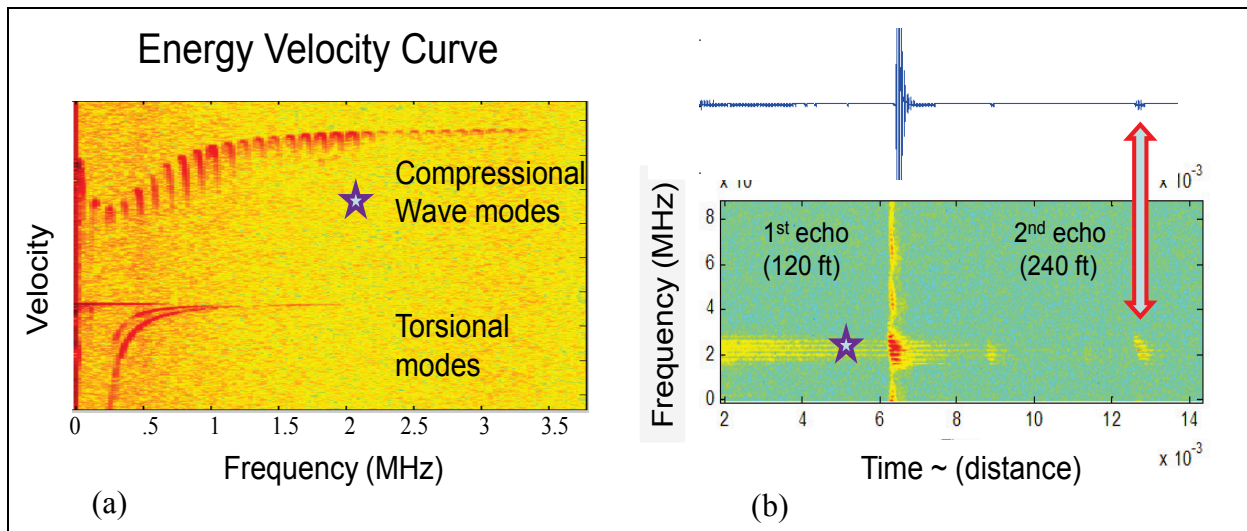 Energy Velocity Curve
Velocity
Compressional
Wave modes
Torsional
modes
0 .5 1 1.5 2 2.5 3 3.5
Frequency (MHz)
(a)
x 10⁻³
Frequency (MHz)
8
6
4
2
0
1st echo
(120 ft)
2nd echo
(240 ft)
2 4 6 8 10 12 14
x 10⁻³
Time ~ (distance)
(b)